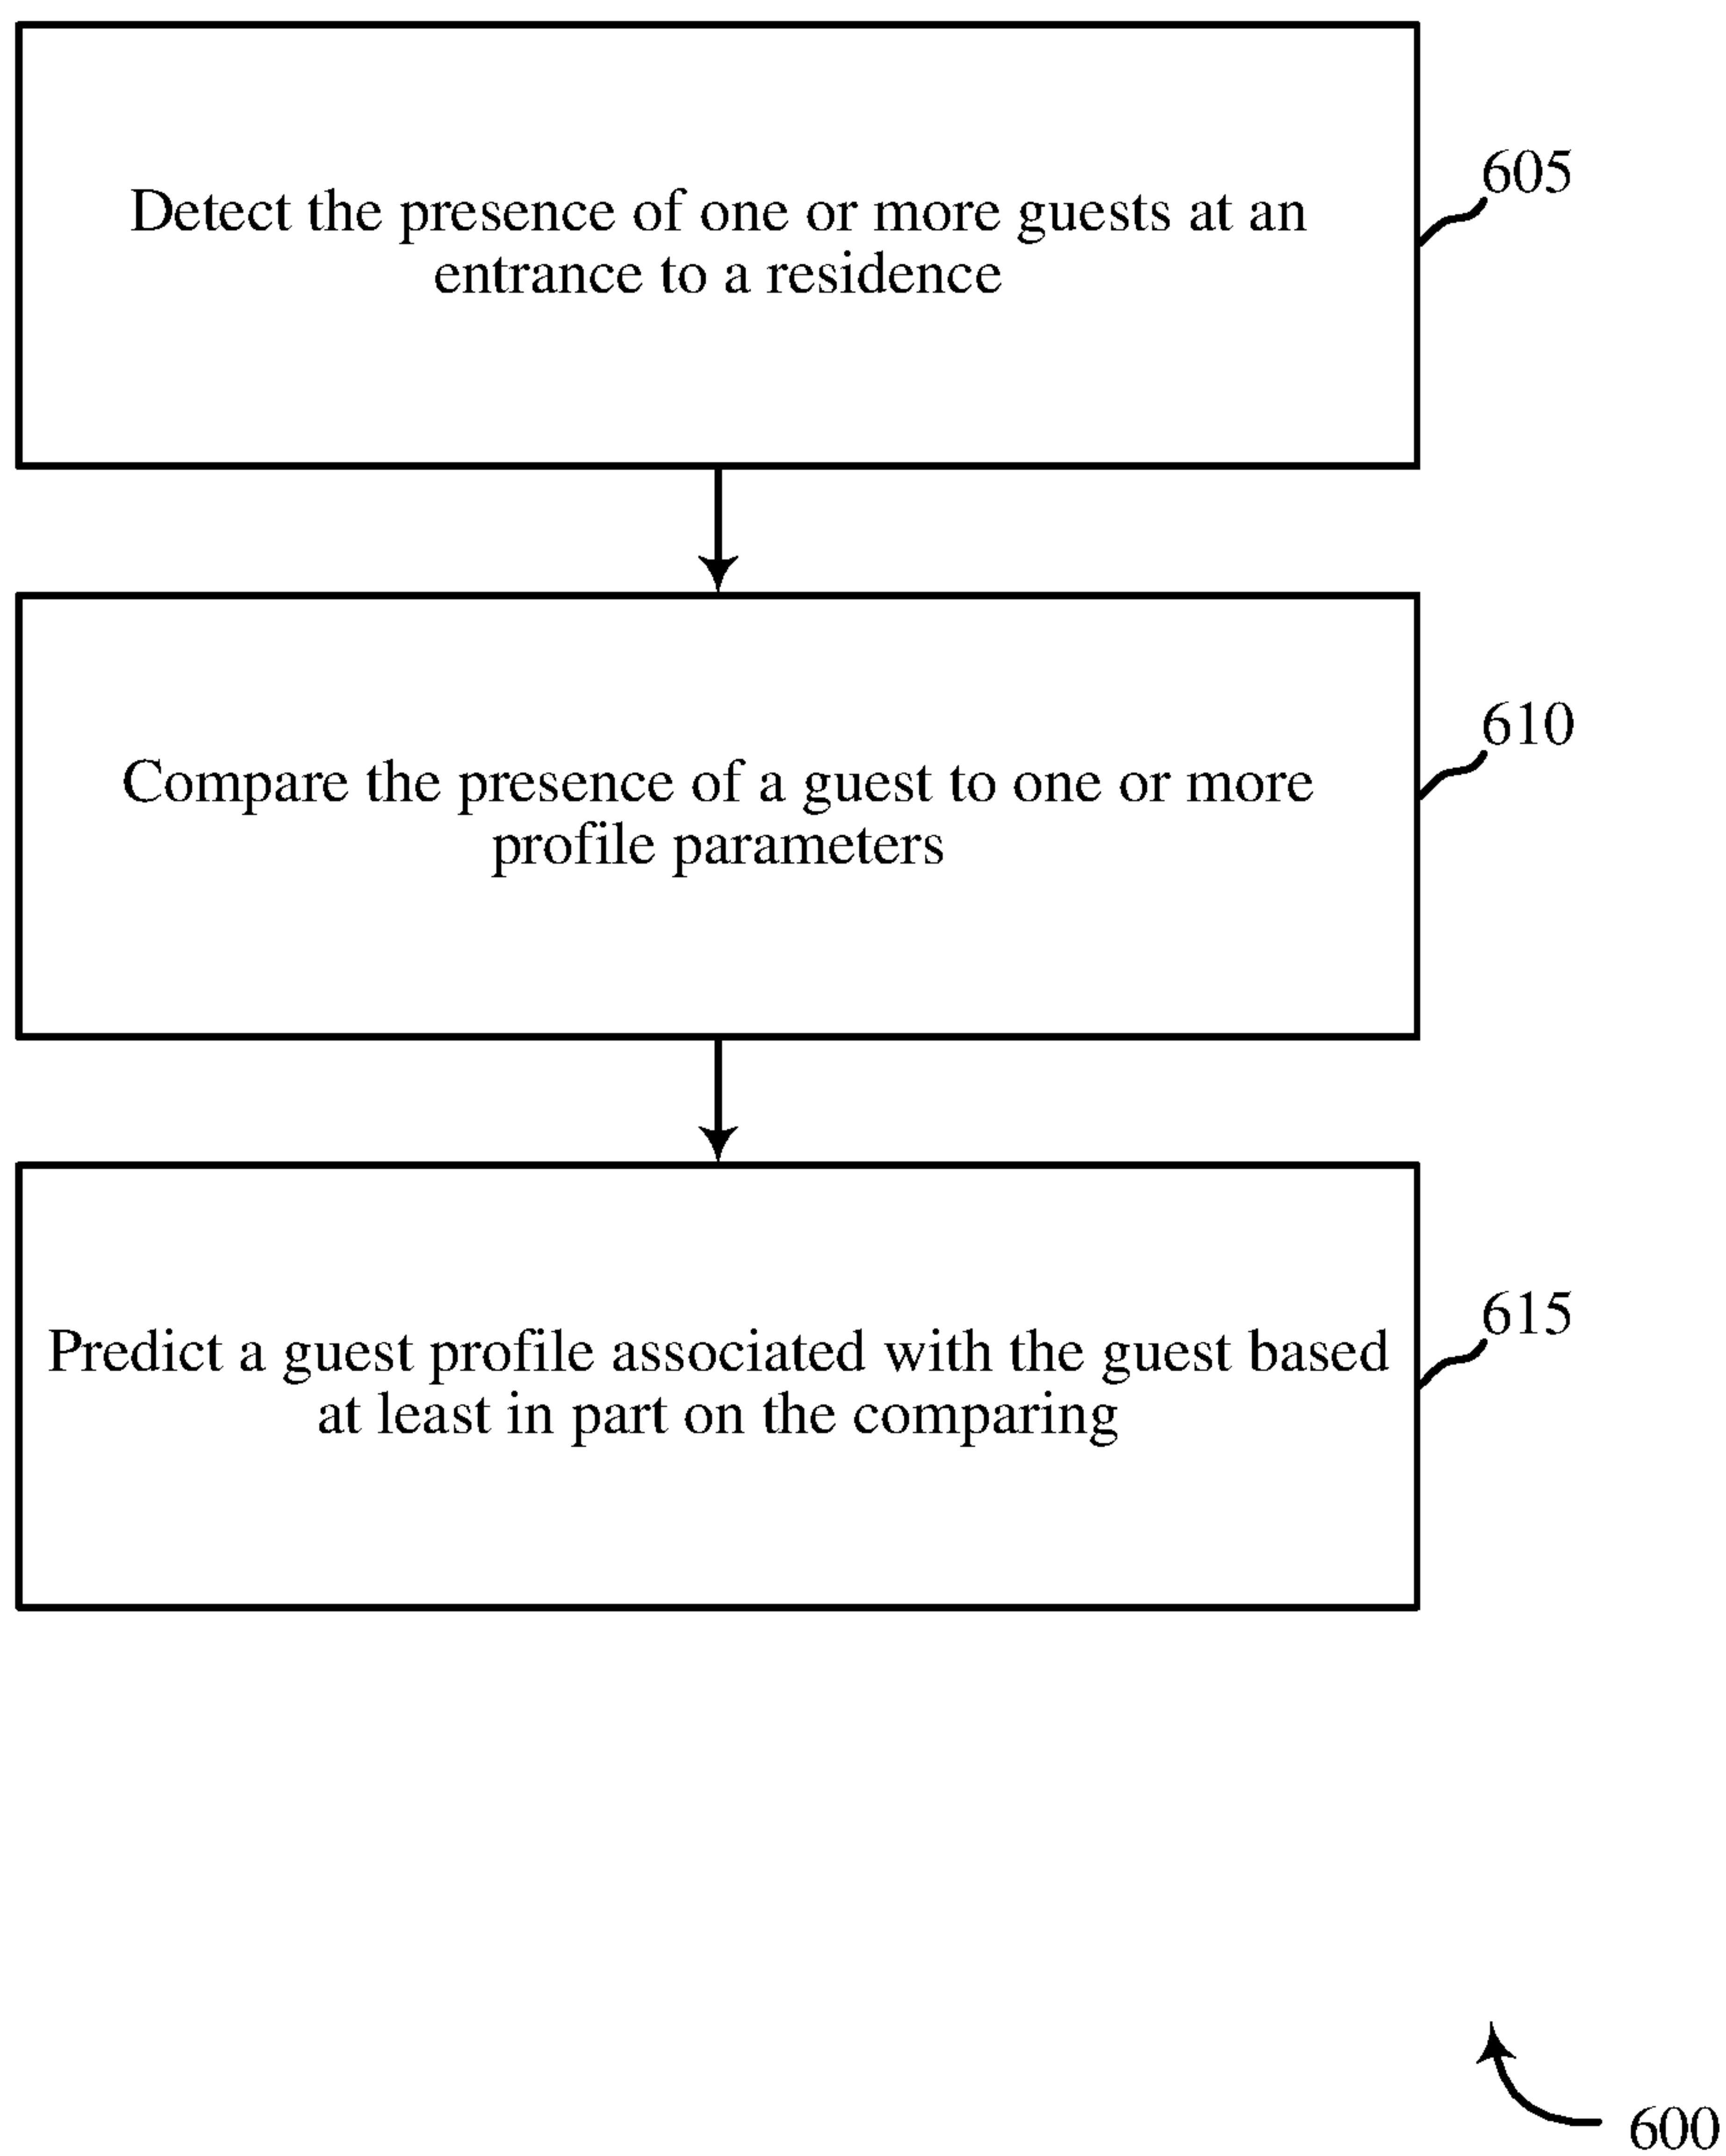 Detect the presence of one or more guests at an
entrance to a residence
605
Compare the presence of a guest to one or more
profile parameters
610
Predict a guest profile associated with the guest based
at least in part on the comparing
615
600